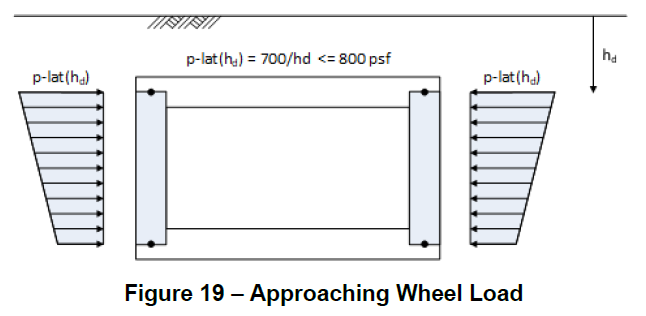 p-lat(hd) = 700/hd <= 800 psf
hd
p-lat(hd)
p-lat(hd)
Figure 19 – Approaching Wheel Load